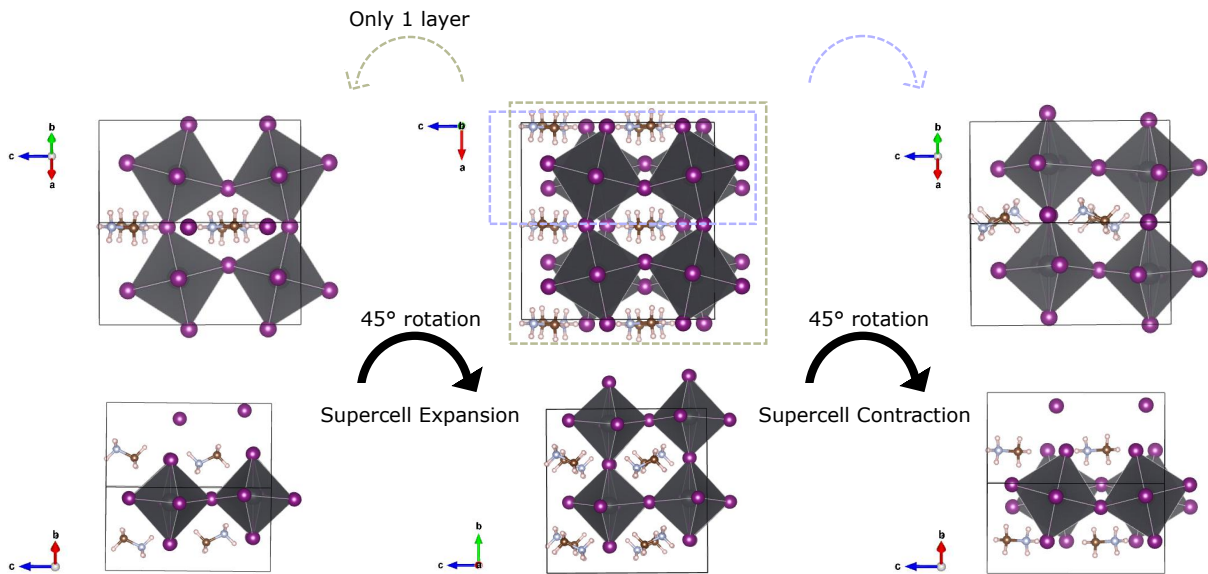 Only 1 layer
b
c
a
c
b
a
b
c
a
45° rotation
45° rotation
Supercell Expansion
Supercell Contraction
b
c
b
c
a
b
c